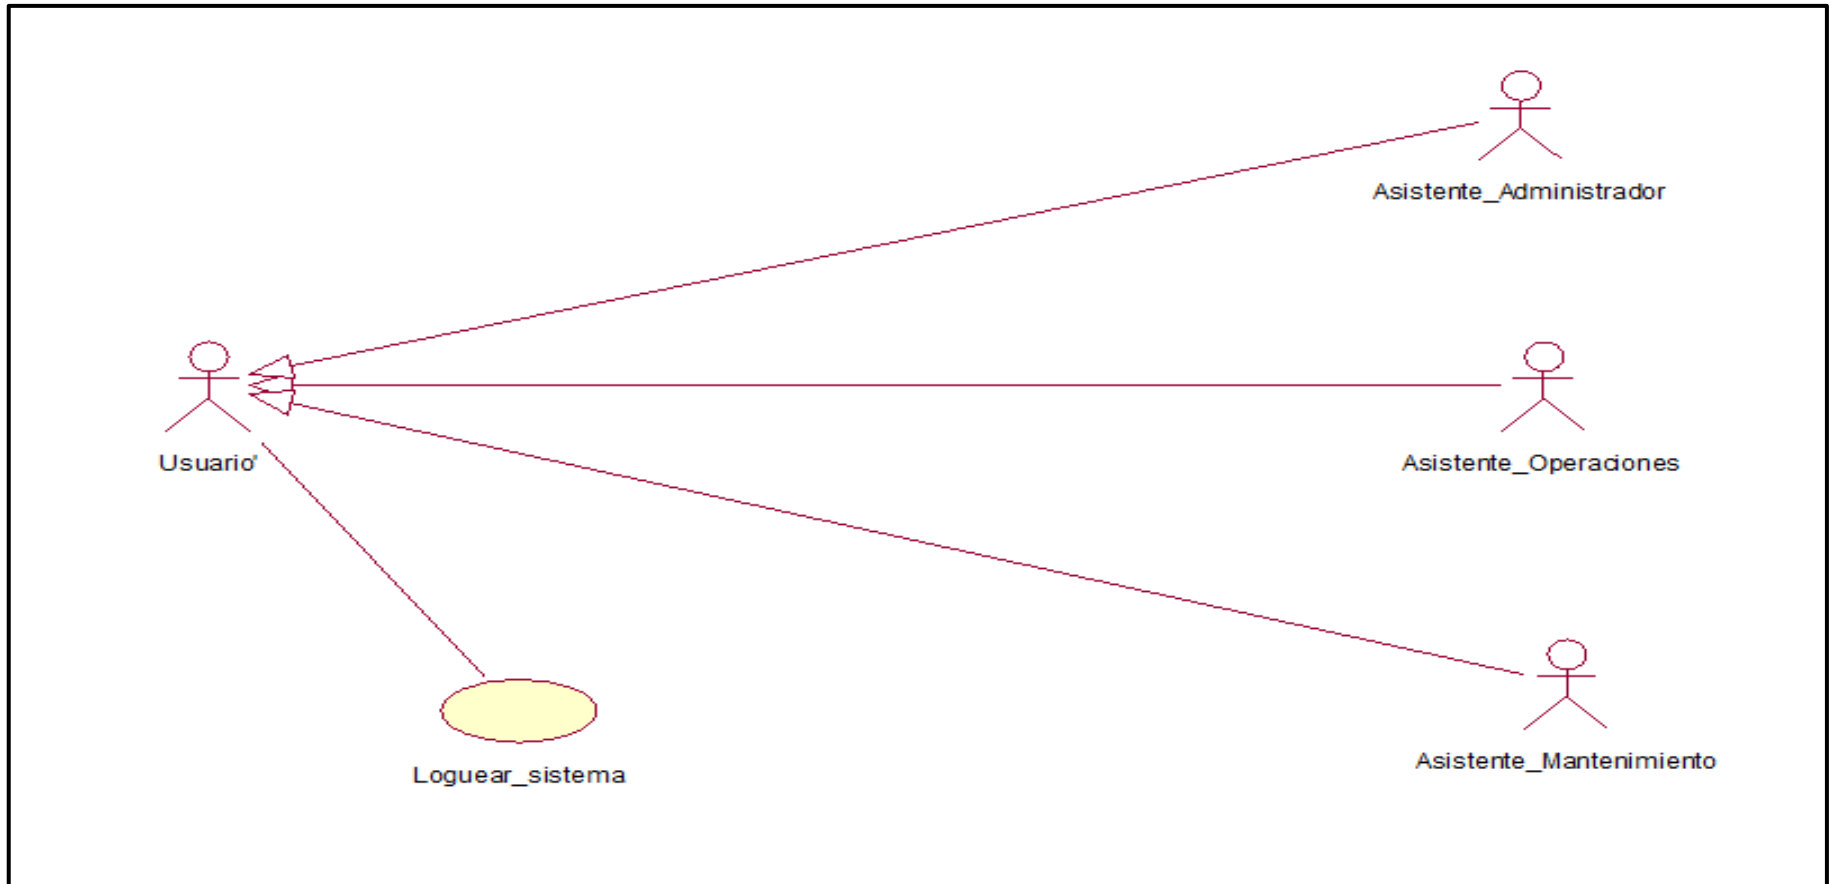 Asistente_Administrador
Usuario'
Asistente_Operaciones
Asistente_Mantenimiento
Loguear_sistema